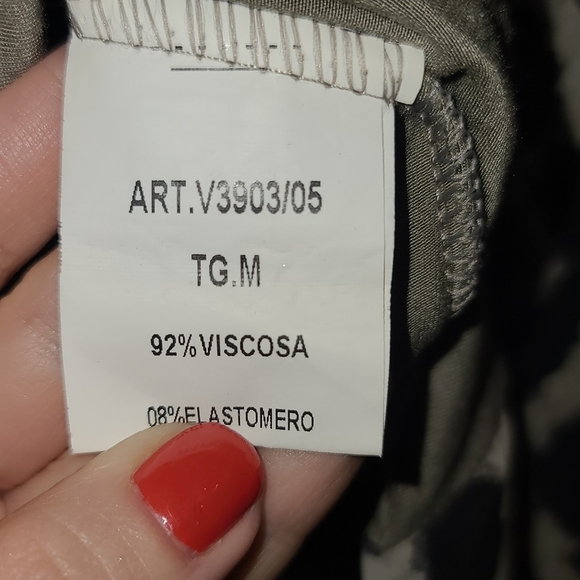 ART.V3903/05
TG.M
92%VISCOSA
08%ELASTOMERO